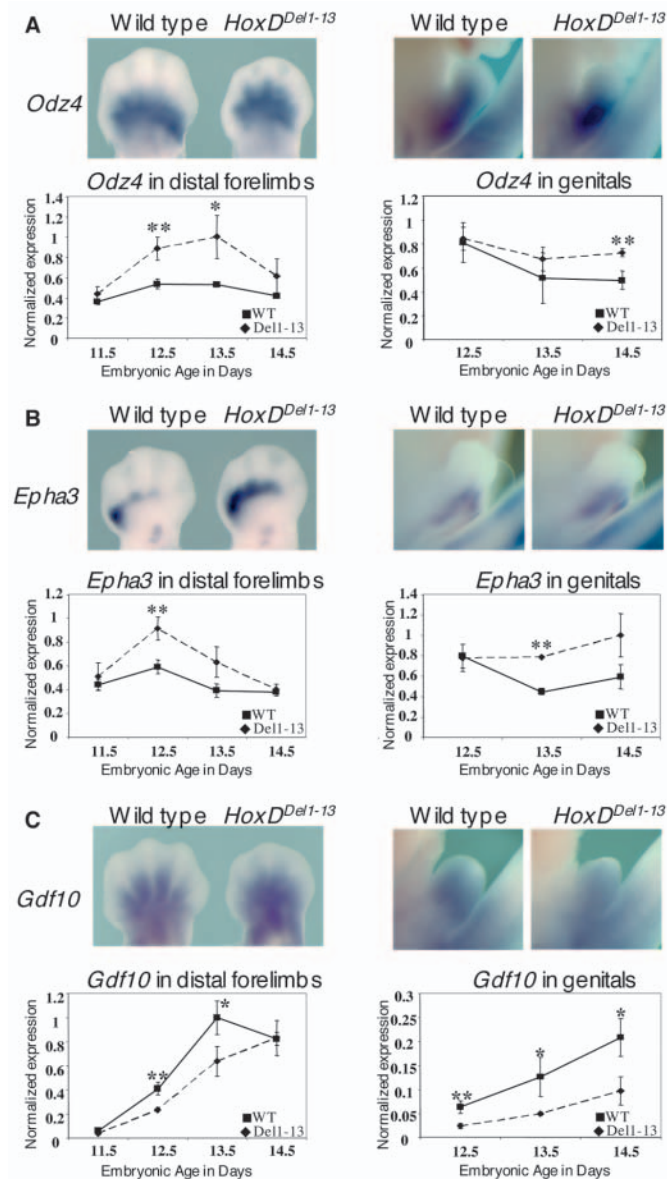 A
Wild type HoxD^Del1-13
Odz4
Odz4 in distal forelimbs
Normalized expression
1.4
1.2
1
0.8
0.6
0.4
0.2
0
** *
WT
Del1-13
11.5 12.5 13.5 14.5
Embryonic Age in Days
Wild type HoxD^Del1-13
Odz4 in genitals
Normalized expression
1.2
1
0.8
0.6
0.4
0.2
0
**
WT
Del1-13
12.5 13.5 14.5
Embryonic Age in Days
B
Wild type HoxD^Del1-13
Epha3
Epha3 in distal forelimbs
Normalized expression
1.2
1
0.8
0.6
0.4
0.2
0
**
WT
Del1-13
11.5 12.5 13.5 14.5
Embryonic Age in Days
Wild type HoxD^Del1-13
Epha3 in genitals
Normalized expression
1.4
1.2
1
0.8
0.6
0.4
0.2
0
**
WT
Del1-13
12.5 13.5 14.5
Embryonic Age in Days
C
Wild type HoxD^Del1-13
Gdf10
Gdf10 in distal forelimbs
Normalized expression
1.2
1
0.8
0.6
0.4
0.2
0
** *
WT
Del1-13
11.5 12.5 13.5 14.5
Embryonic Age in Days
Wild type HoxD^Del1-13
Gdf10 in genitals
Normalized expression
0.3
0.25
0.2
0.15
0.1
0.05
0
** * *
WT
Del1-13
12.5 13.5 14.5
Embryonic Age in Days